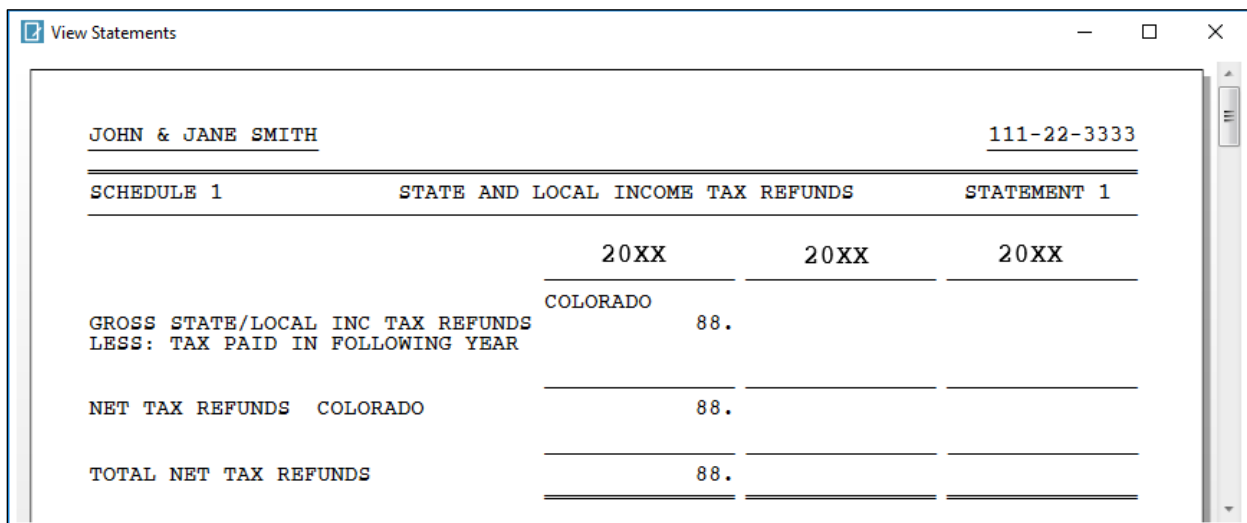 View Statements
JOHN & JANE SMITH 111-22-3333
SCHEDULE 1 STATE AND LOCAL INCOME TAX REFUNDS STATEMENT 1
20XX 20XX 20XX
COLORADO
GROSS STATE/LOCAL INC TAX REFUNDS 88.
LESS: TAX PAID IN FOLLOWING YEAR
NET TAX REFUNDS COLORADO 88.
TOTAL NET TAX REFUNDS 88.